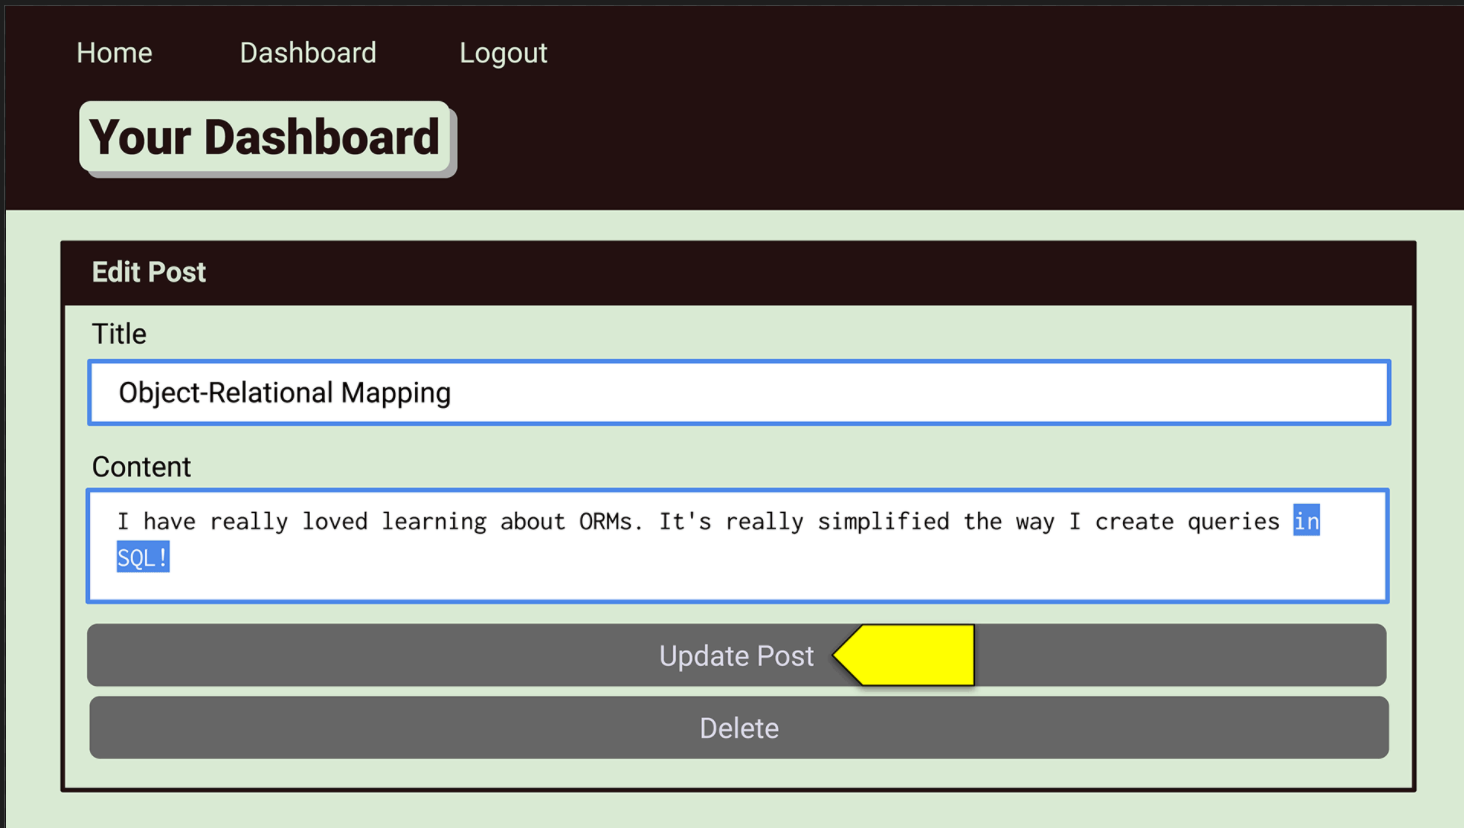 Home Dashboard Logout
Your Dashboard
Edit Post
Title
Object-Relational Mapping
Content
I have really loved learning about ORMs. It's really simplified the way I create queries in
SQL!
Update Post
Delete